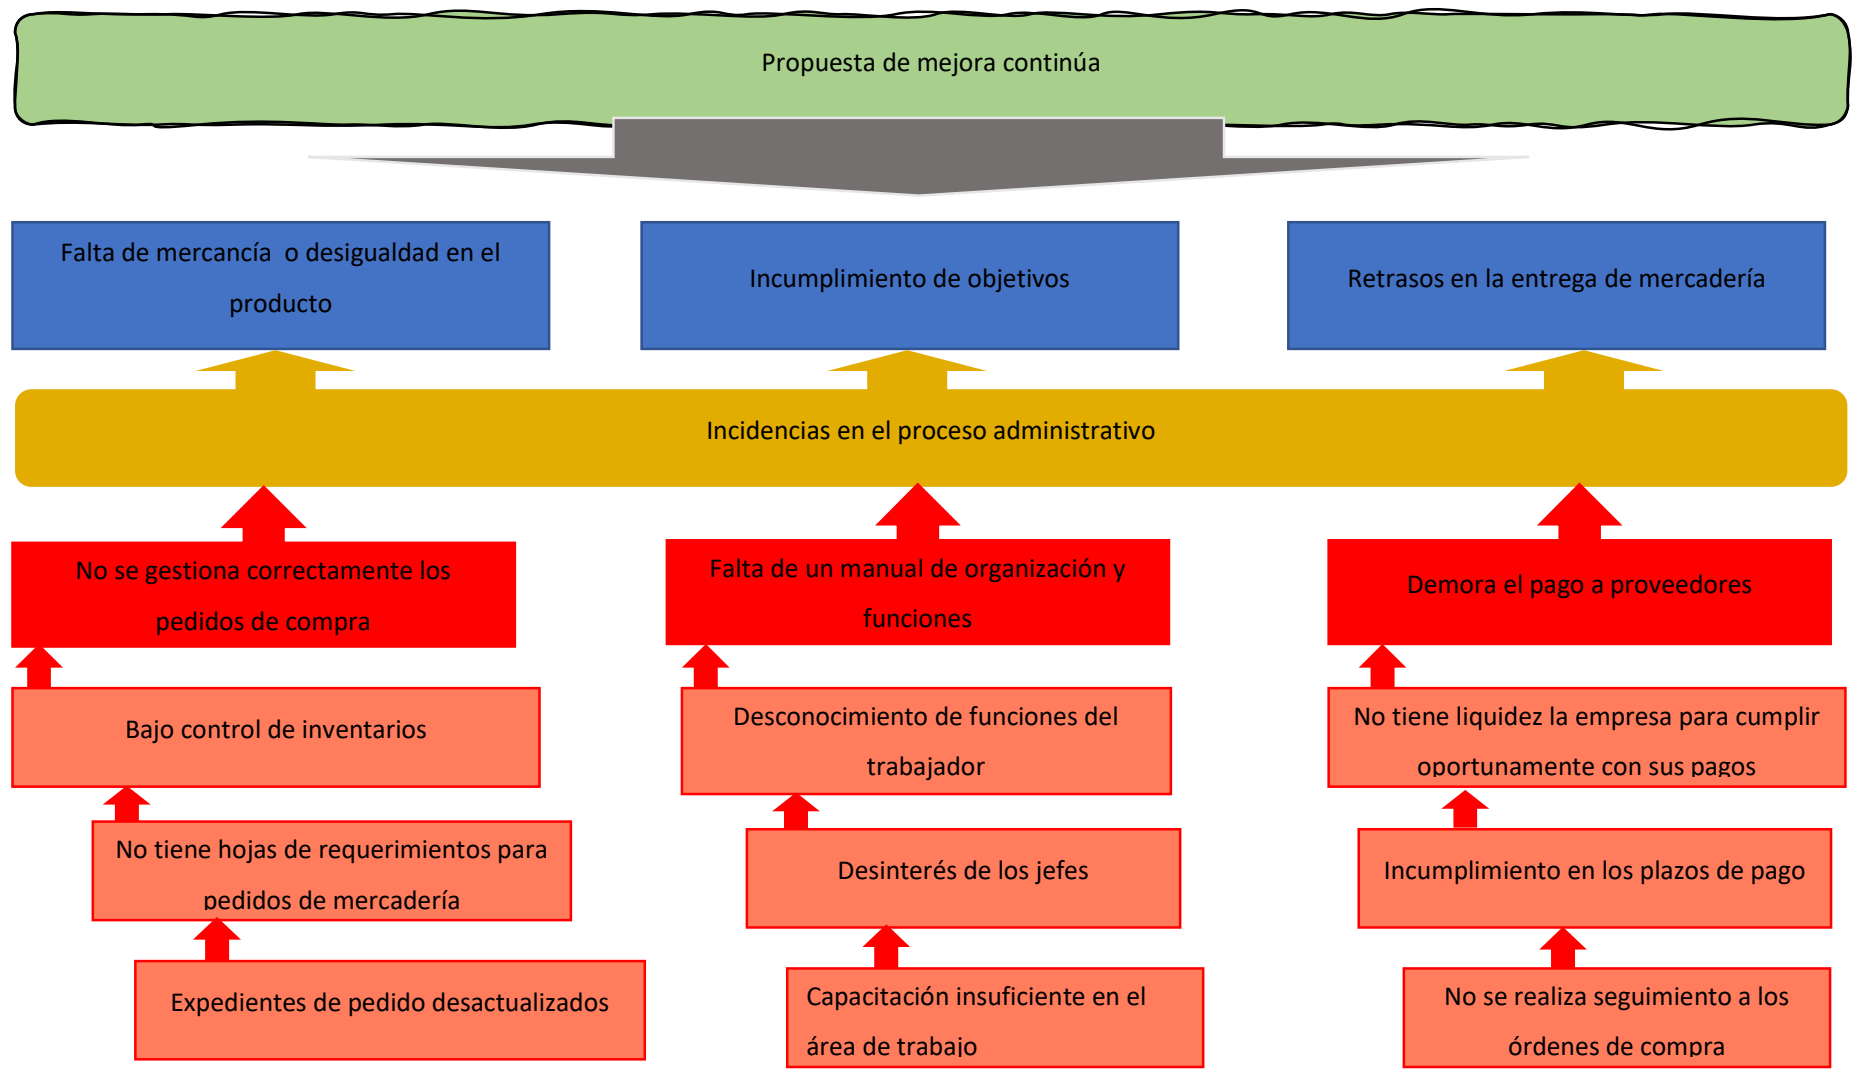 Propuesta de mejora continúa
Falta de mercancía o desigualdad en el
producto
Incumplimiento de objetivos
Retrasos en la entrega de mercadería
Incidencias en el proceso administrativo
No se gestiona correctamente los
pedidos de compra
Falta de un manual de organización y
funciones
Demora el pago a proveedores
Bajo control de inventarios
Desconocimiento de funciones del
trabajador
No tiene liquidez la empresa para cumplir
oportunamente con sus pagos
No tiene hojas de requerimientos para
pedidos de mercadería
Desinterés de los jefes
Incumplimiento en los plazos de pago
Expedientes de pedido desactualizados
Capacitación insuficiente en el
área de trabajo
No se realiza seguimiento a los
órdenes de compra